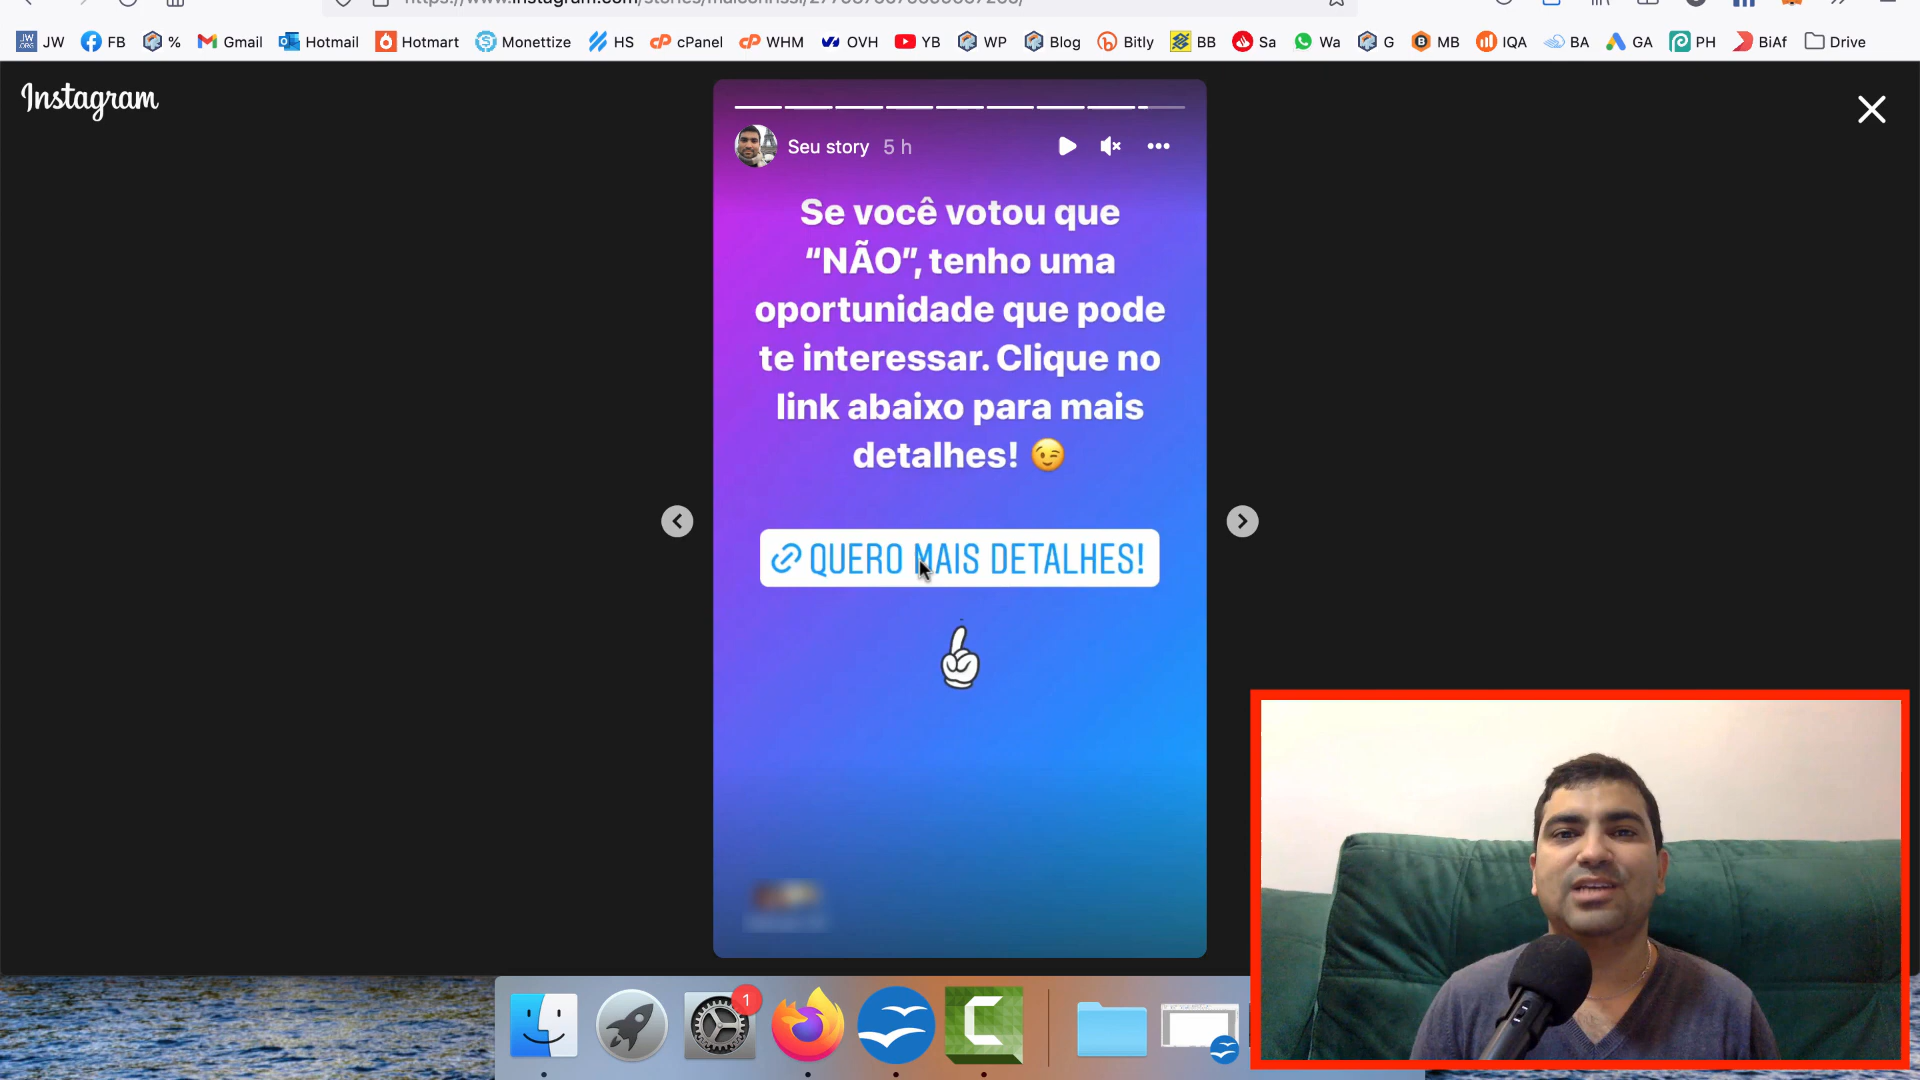 JW FB % Gmail Hotmail Hotmart Monettize HS cPanel WHM OVH YB WP Blog Bitly BB Sa Wa G MB IQA BA GA PH BiAf Drive
Instagram
Seu story 5 h
Se você votou que
“NÃO”, tenho uma
oportunidade que pode
te interessar. Clique no
link abaixo para mais
detalhes! 😉
QUERO MAIS DETALHES!
1